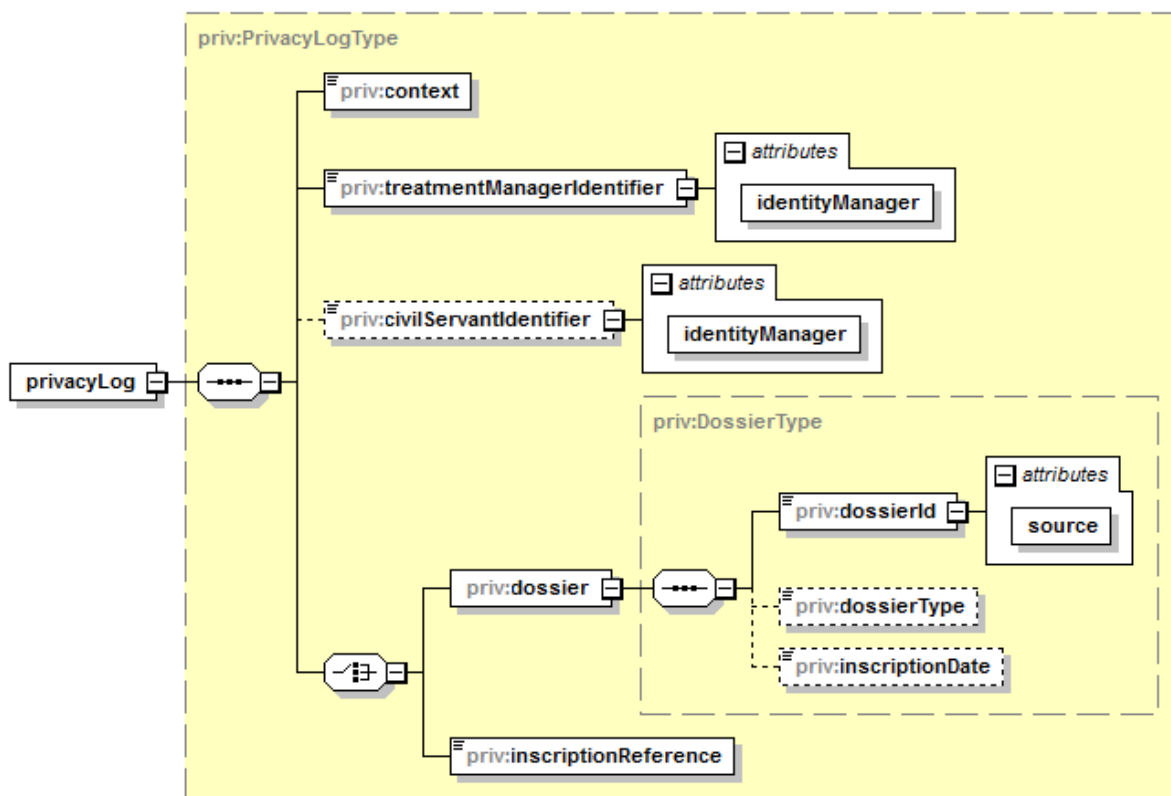 priv:PrivacyLogType
priv:context
attributes
priv:treatmentManagerIdentifier
identityManager
attributes
priv:civilServantIdentifier
identityManager
privacyLog
priv:DossierType
attributes
priv:dossierId
source
priv:dossier
priv:dossierType
priv:inscriptionDate
priv:inscriptionReference